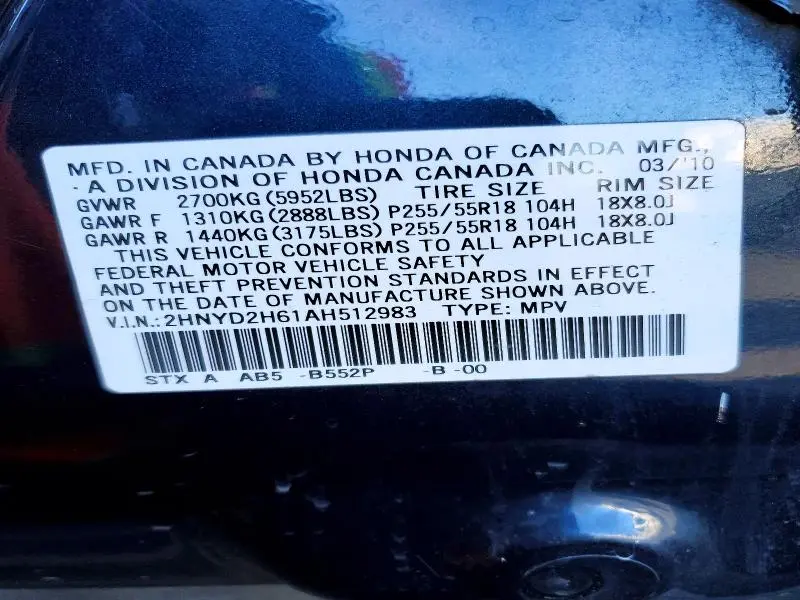 MFD. IN CANADA BY HONDA OF CANADA MFG.,
A DIVISION OF HONDA CANADA INC. 03/'10
GVWR 2700KG (5952LBS) TIRE SIZE RIM SIZE
GAWR F 1310KG (2888LBS) P255/55R18 104H 18X8.0J
GAWR R 1440KG (3175LBS) P255/55R18 104H 18X8.0J
THIS VEHICLE CONFORMS TO ALL APPLICABLE
FEDERAL MOTOR VEHICLE SAFETY
AND THEFT PREVENTION STANDARDS IN EFFECT
ON THE DATE OF MANUFACTURE SHOWN ABOVE.
V.I.N.: 2HNYD2H61AH512983 TYPE: MPV
STX A AB5 -B552P -B -00